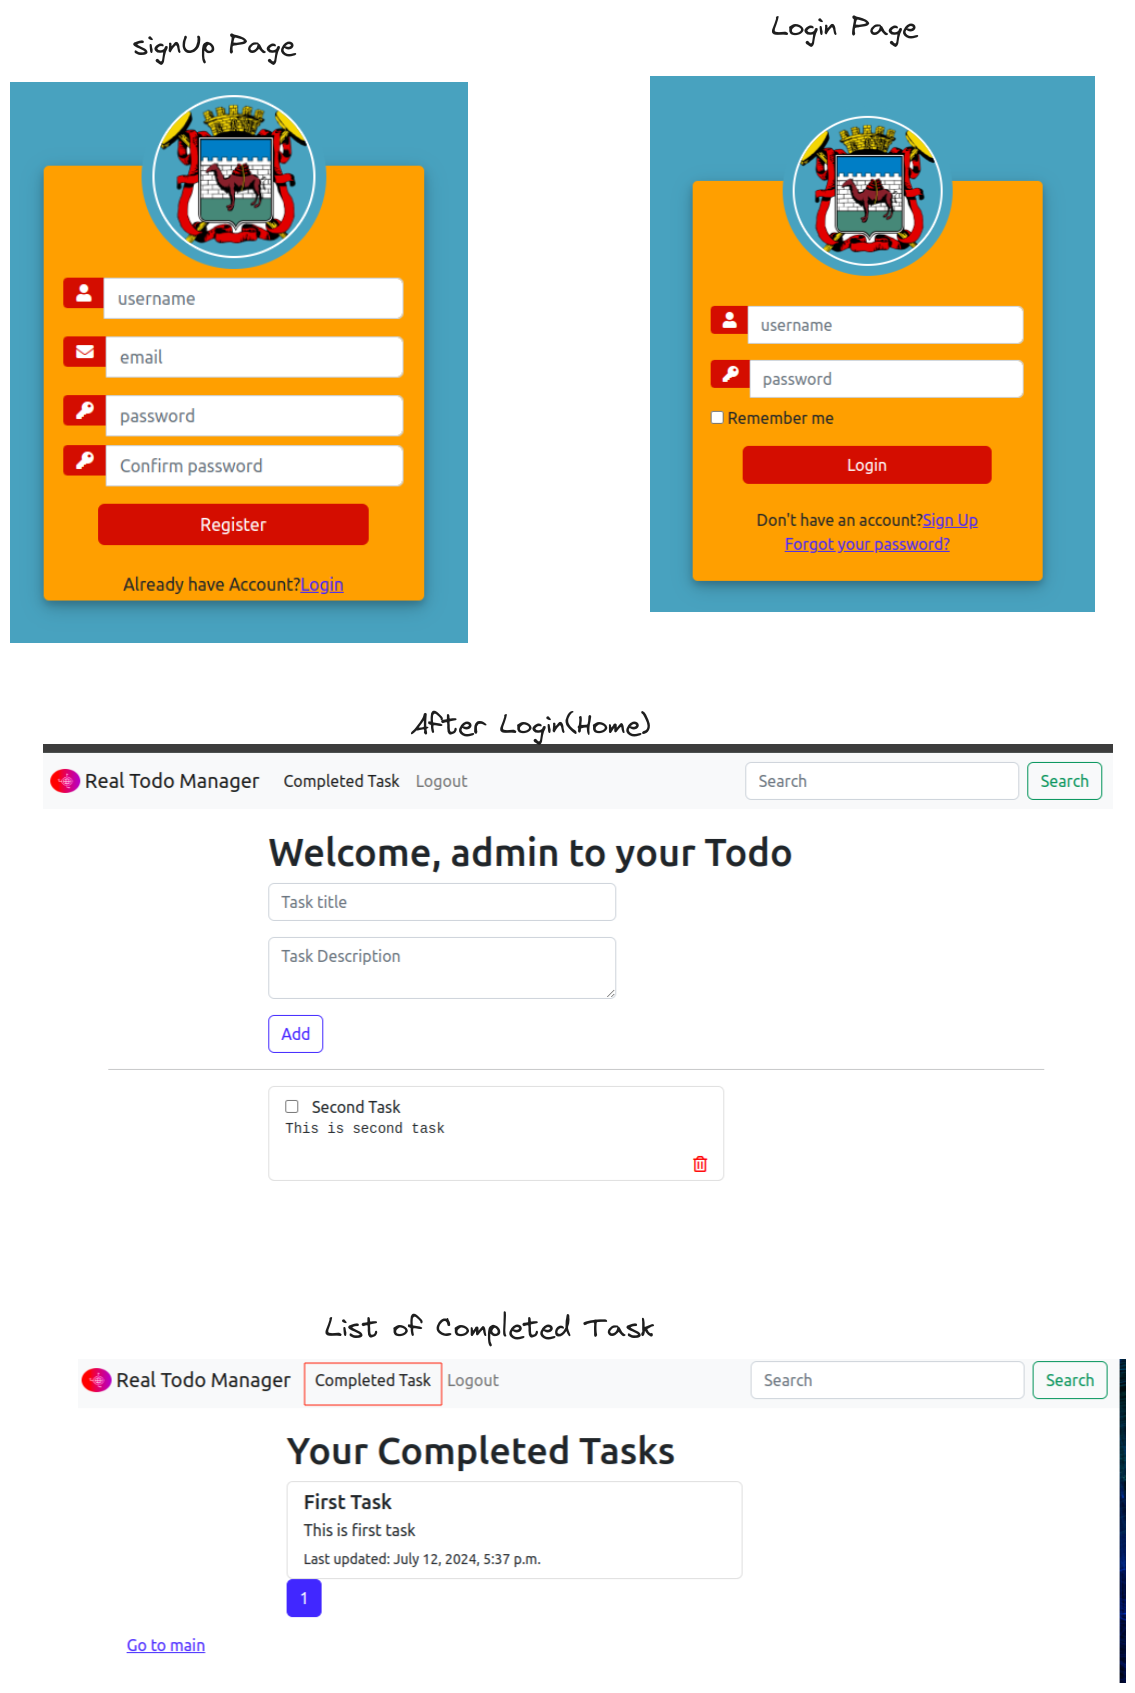 signUp Page
Login Page
username
email
password
Confirm password
Register
Already have Account?Login
username
password
Remember me
Login
Don't have an account?Sign Up
Forgot your password?
After Login(Home)
Real Todo Manager Completed Task Logout Search Search
Welcome, admin to your Todo
Task title
Task Description
Add
Second Task
This is second task
List of Completed Task
Real Todo Manager Completed Task Logout Search Search
Your Completed Tasks
First Task
This is first task
Last updated: July 12, 2024, 5:37 p.m.
1
Go to main